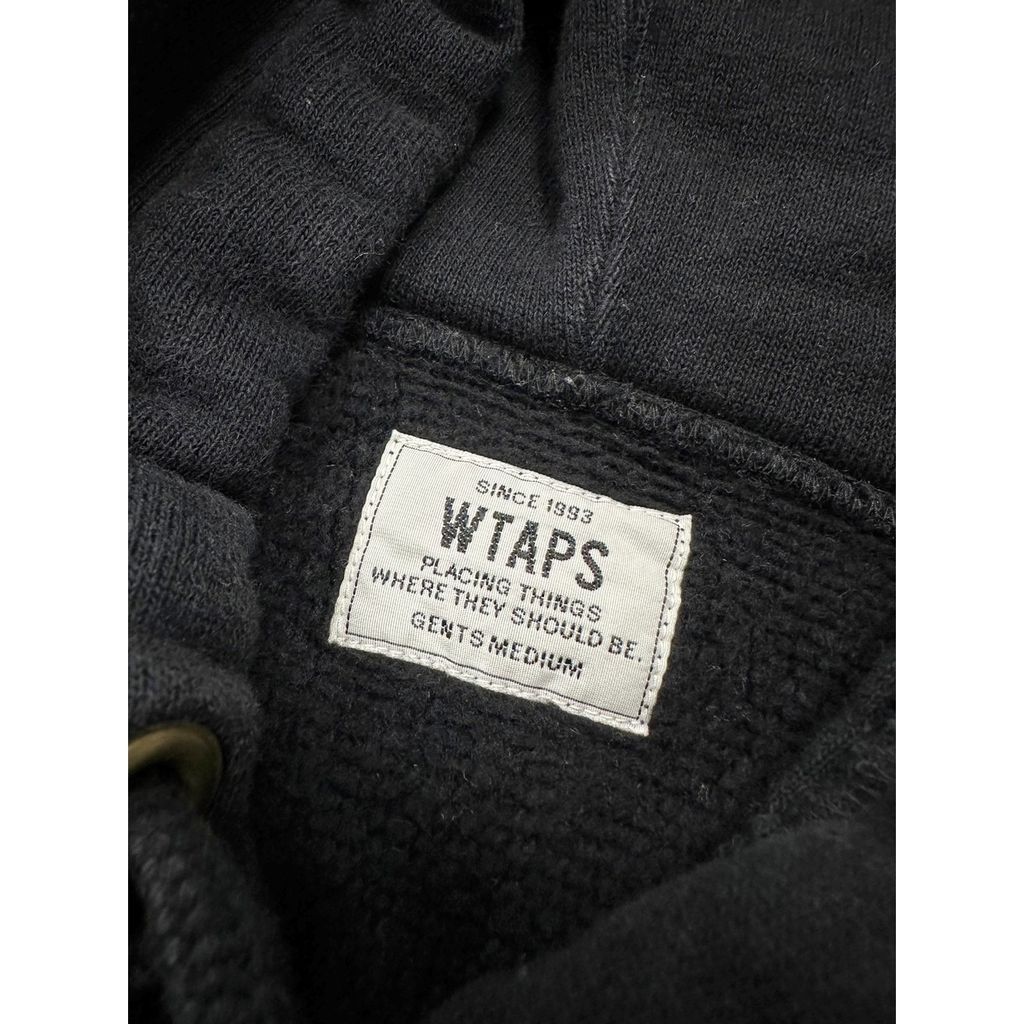 SINCE 1993
WTAPS
PLACING THINGS
WHERE THEY SHOULD BE.
GENTS MEDIUM